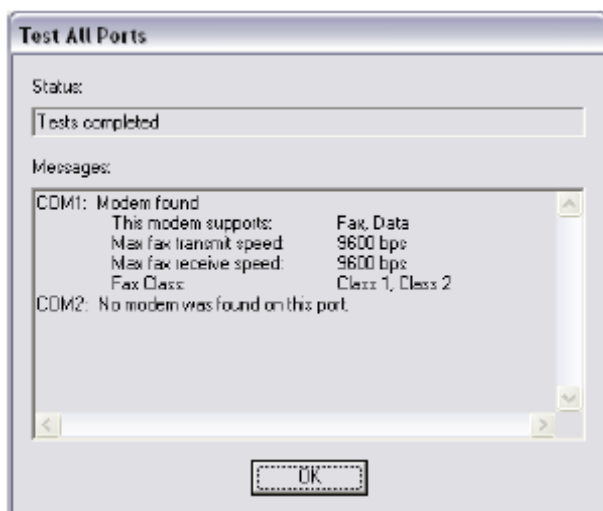 Test All Ports
Status:
Tests completed
Messages:
COM1: Modem found
This modem supports: Fax, Data
Max fax transmit speed: 9600 bps
Max fax receive speed: 9600 bps
Fax Class: Class 1, Class 2
COM2: No modem was found on this port.
OK